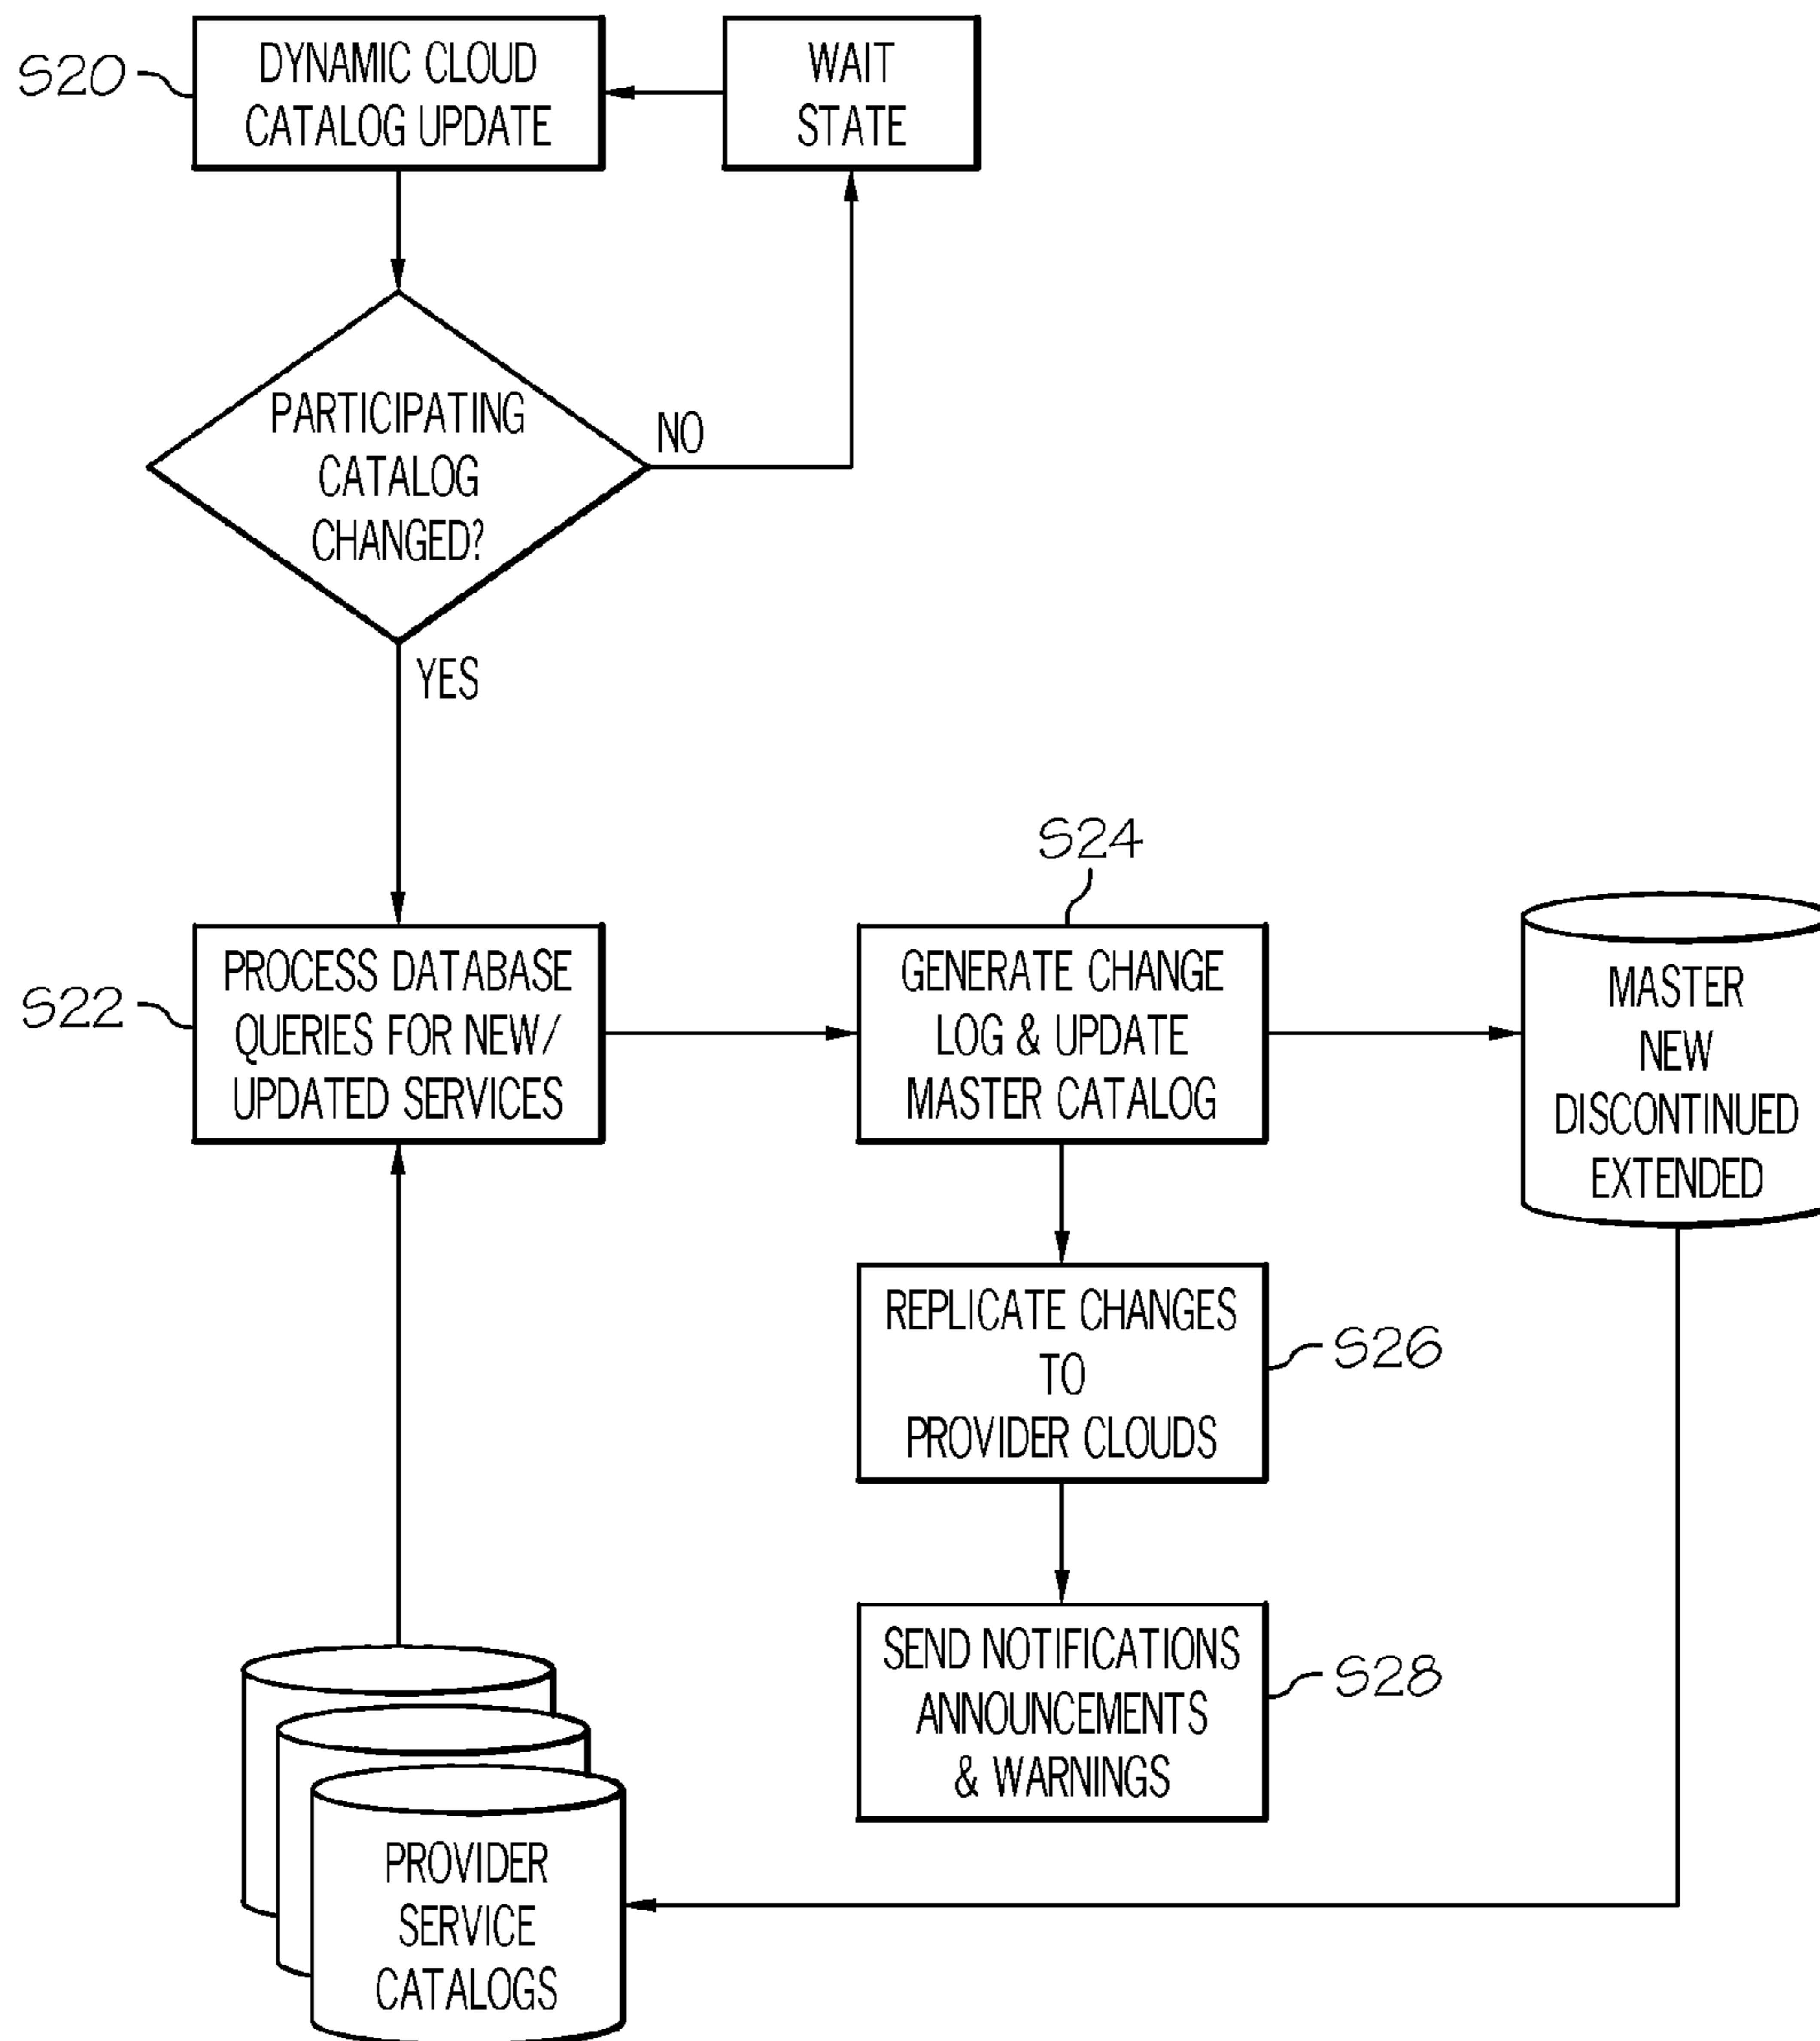 S20
DYNAMIC CLOUD
CATALOG UPDATE
WAIT
STATE
PARTICIPATING
CATALOG
CHANGED?
NO
YES
S22
PROCESS DATABASE
QUERIES FOR NEW/
UPDATED SERVICES
S24
GENERATE CHANGE
LOG & UPDATE
MASTER CATALOG
MASTER
NEW
DISCONTINUED
EXTENDED
REPLICATE CHANGES
TO
PROVIDER CLOUDS
S26
SEND NOTIFICATIONS
ANNOUNCEMENTS
& WARNINGS
S28
PROVIDER
SERVICE
CATALOGS